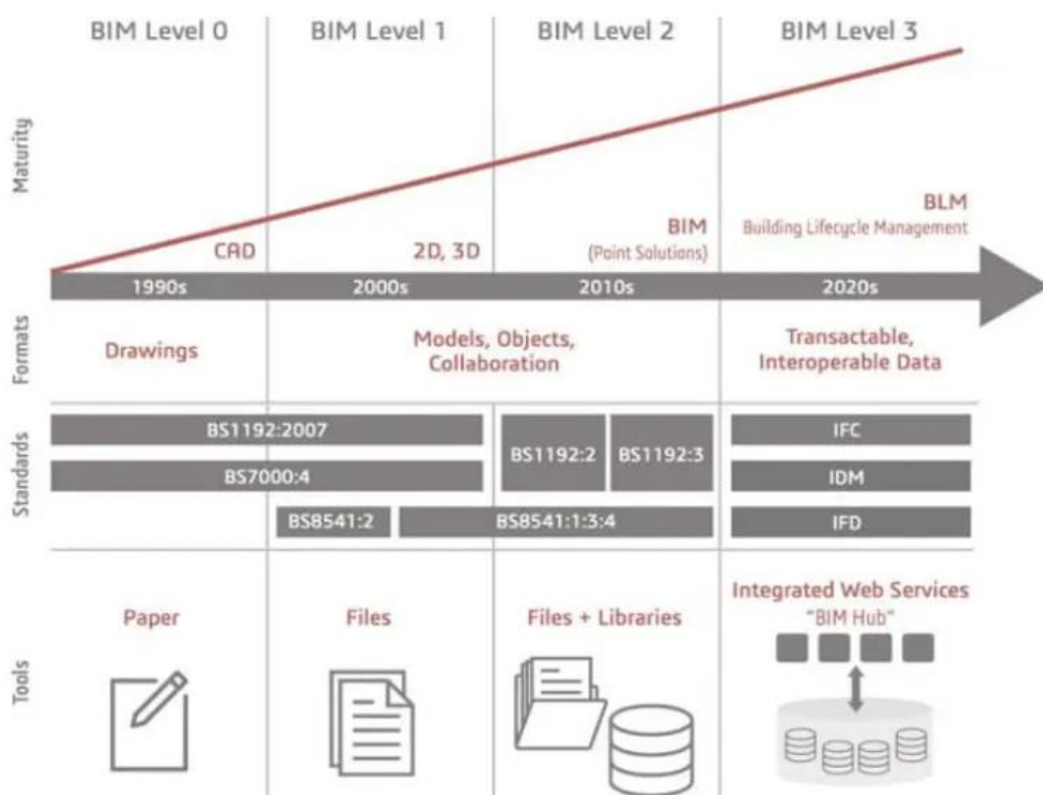 BIM Level 0
BIM Level 1
BIM Level 2
BIM Level 3
Maturity
CAD
2D, 3D
BIM
(Point Solutions)
BLM
Building Lifecycle Management
1990s
2000s
2010s
2020s
Formats
Drawings
Models, Objects,
Collaboration
Transactable,
Interoperable Data
Standards
BS1192:2007
BS7000:4
BS8541:2
BS8541:1:3:4
BS1192:2
BS1192:3
IFC
IDM
IFD
Tools
Paper
Files
Files + Libraries
Integrated Web Services
"BIM Hub"